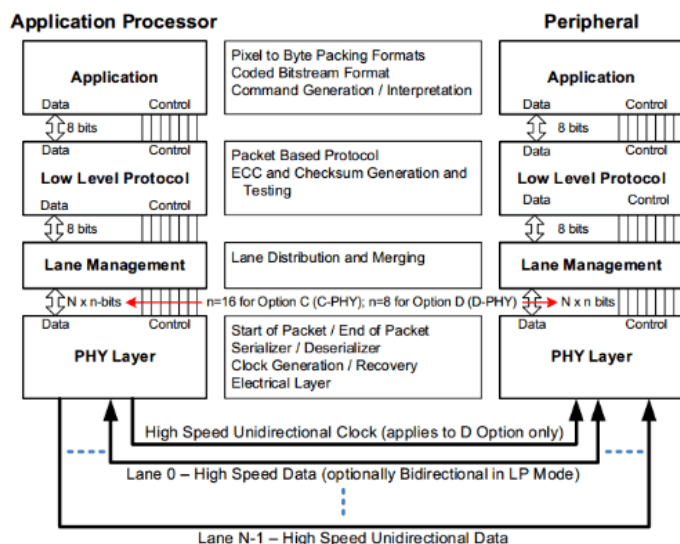 Application Processor
Peripheral
Application
Data
Control
8 bits
Pixel to Byte Packing Formats
Coded Bitstream Format
Command Generation / Interpretation
Application
Data
Control
8 bits
Data
Control
Low Level Protocol
Data
Control
8 bits
Packet Based Protocol
ECC and Checksum Generation and
Testing
Data
Control
Low Level Protocol
Data
Control
8 bits
Lane Management
N x n-bits
Data
Control
Lane Distribution and Merging
n=16 for Option C (C-PHY); n=8 for Option D (D-PHY)
Lane Management
N x n bits
Data
Control
PHY Layer
Start of Packet / End of Packet
Serializer / Deserializer
Clock Generation / Recovery
Electrical Layer
PHY Layer
High Speed Unidirectional Clock (applies to D Option only)
Lane 0 – High Speed Data (optionally Bidirectional in LP Mode)
Lane N-1 – High Speed Unidirectional Data